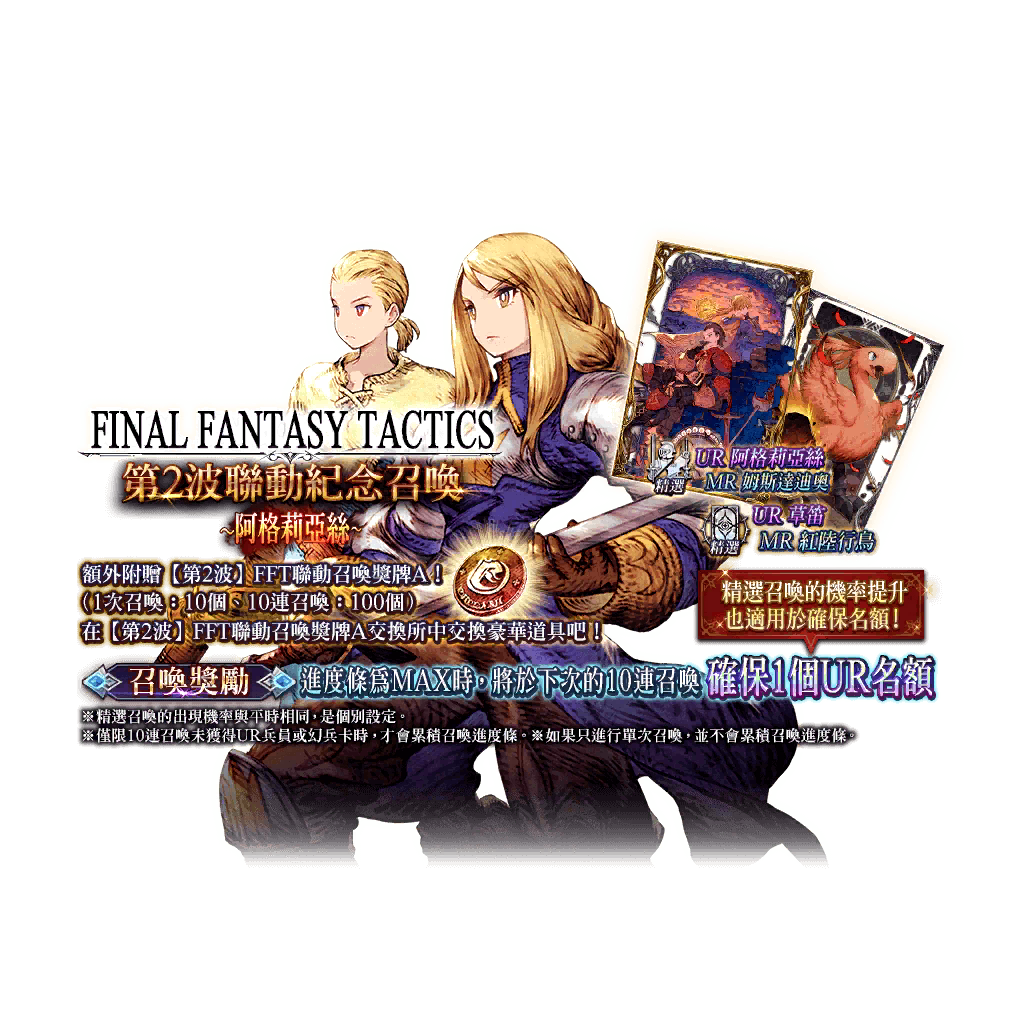 FINAL FANTASY TACTICS
第2波聯動紀念召喚
~阿格莉亞絲~
UR 阿格莉亞絲
精選
MR 姆斯達迪奧
UR 草笛
精選
MR 紅陸行鳥
額外附贈【第2波】FFT聯動召喚獎牌A！
（1次召喚：10個、10連召喚：100個）
在【第2波】FFT聯動召喚獎牌A交換所中交換豪華道具吧！
精選召喚的機率提升
也適用於確保名額！
召喚獎勵
進度條爲MAX時，將於下次的10連召喚 確保1個UR名額
※精選召喚的出現機率與平時相同，是個別設定。
※僅限10連召喚未獲得UR兵員或幻兵卡時，才會累積召喚進度條。※如果只進行單次召喚，並不會累積召喚進度條。